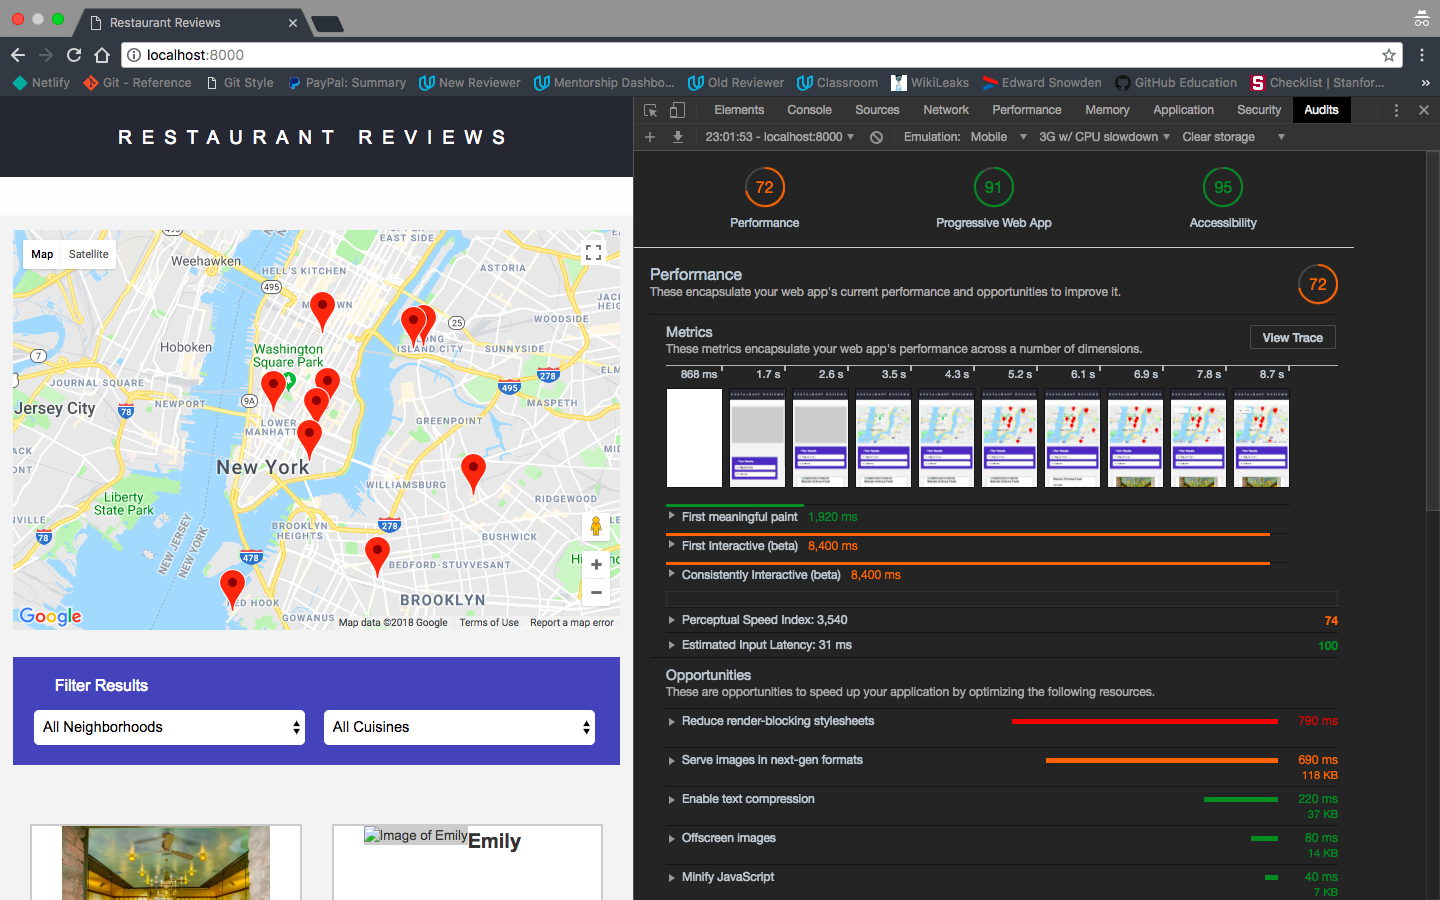 Restaurant Reviews
localhost:8000
Netlify
Git - Reference
Git Style
PayPal: Summary
New Reviewer
Mentorship Dashbo...
Old Reviewer
Classroom
WikiLeaks
Edward Snowden
GitHub Education
Checklist | Stanfor...
»
RESTAURANT REVIEWS
Map
Satellite
495
UPPER
EAST SIDE
Weehawken
HELL'S KITCHEN
ASTORIA
495
25
WOODSIDE
7
Hoboken
Washington
Square Park
ISLAND CITY
SUNNYSIDE
JOURNAL SQUARE
278
495
Jersey City
78
NEWPORT
9A
MASPETH
LOWER
MANHATTAN
GREENPOINT
New York
WILLIAMSBURG
Liberty
State Park
RIDGEWOOD
BROOKLYN
HEIGHTS
278
BUSHWICK
78
NEW JERSEY
NEW YORK
478
BEDFORD-STUYVESANT
RED HOOK
BROOKLYN
GOWANUS
Google
Map data ©2018 Google
Terms of Use
Report a map error
Filter Results
All Neighborhoods
All Cuisines
Image of Emily
Emily
Elements
Console
Sources
Network
Performance
Memory
Application
Security
Audits
23:01:53 - localhost:8000
Emulation: Mobile
3G w/ CPU slowdown
Clear storage
72
91
95
Performance
Progressive Web App
Accessibility
Performance
These encapsulate your web app's current performance and opportunities to improve it.
72
Metrics
These metrics encapsulate your web app's performance across a number of dimensions.
View Trace
868 ms
1.7 s
2.6 s
3.5 s
4.3 s
5.2 s
6.1 s
6.9 s
7.8 s
8.7 s
First meaningful paint 1,920 ms
First Interactive (beta) 8,400 ms
Consistently Interactive (beta) 8,400 ms
Perceptual Speed Index: 3,540
74
Estimated Input Latency: 31 ms
100
Opportunities
These are opportunities to speed up your application by optimizing the following resources.
Reduce render-blocking stylesheets
790 ms
Serve images in next-gen formats
690 ms
118 KB
Enable text compression
220 ms
37 KB
Offscreen images
80 ms
14 KB
Minify JavaScript
40 ms
7 KB